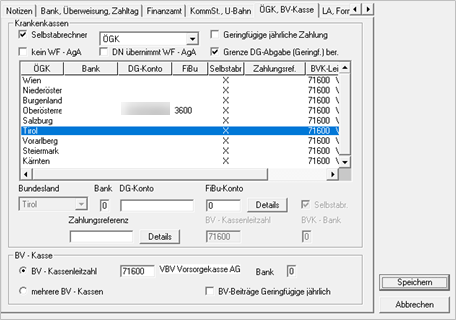 Notizen Bank, Überweisung, Zahltag Finanzamt KommSt., U-Bahn ÖGK, BV-Kasse LA, Forr
Krankenkassen
Selbstabrechner ÖGK Geringfügige jährliche Zahlung
kein WF - AgA DN übernimmt WF - AgA Grenze DG-Abgabe (Geringf.) ber.
ÖGK Bank DG-Konto FiBu Selbstabr Zahlungsref. BVK-Lei
Wien X 71600 V
Niederöster X 71600 V
Burgenland X 71600 V
Oberösterre 3600 X 71600 V
Salzburg X 71600 V
Tirol X 71600 V
Vorarlberg X 71600 V
Steiermark X 71600 V
Kärnten X 71600 V
Bundesland Bank DG-Konto FiBu-Konto
Tirol 0 0 Details Selbstabr.
Zahlungsreferenz BV - Kassenleitzahl BVK - Bank
Details 71600 0
BV - Kasse
BV - Kassenleitzahl 71600 VBV Vorsorgekasse AG Bank 0
mehrere BV - Kassen BV-Beiträge Geringfügige jährlich
Speichern
Abbrechen